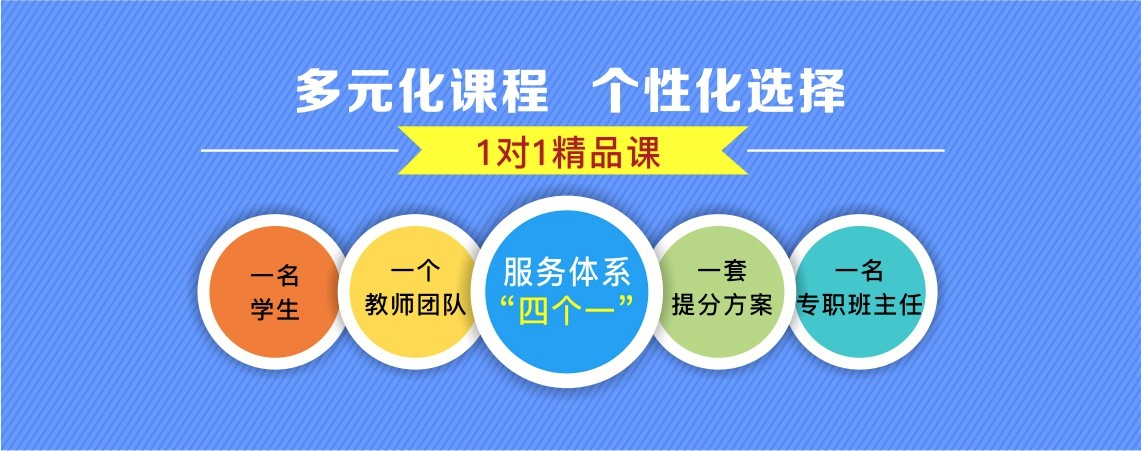 多元化课程 个性化选择
1对1精品课
一名
学生
一个
教师团队
服务体系
“四个一”
一套
提分方案
一名
专职班主任